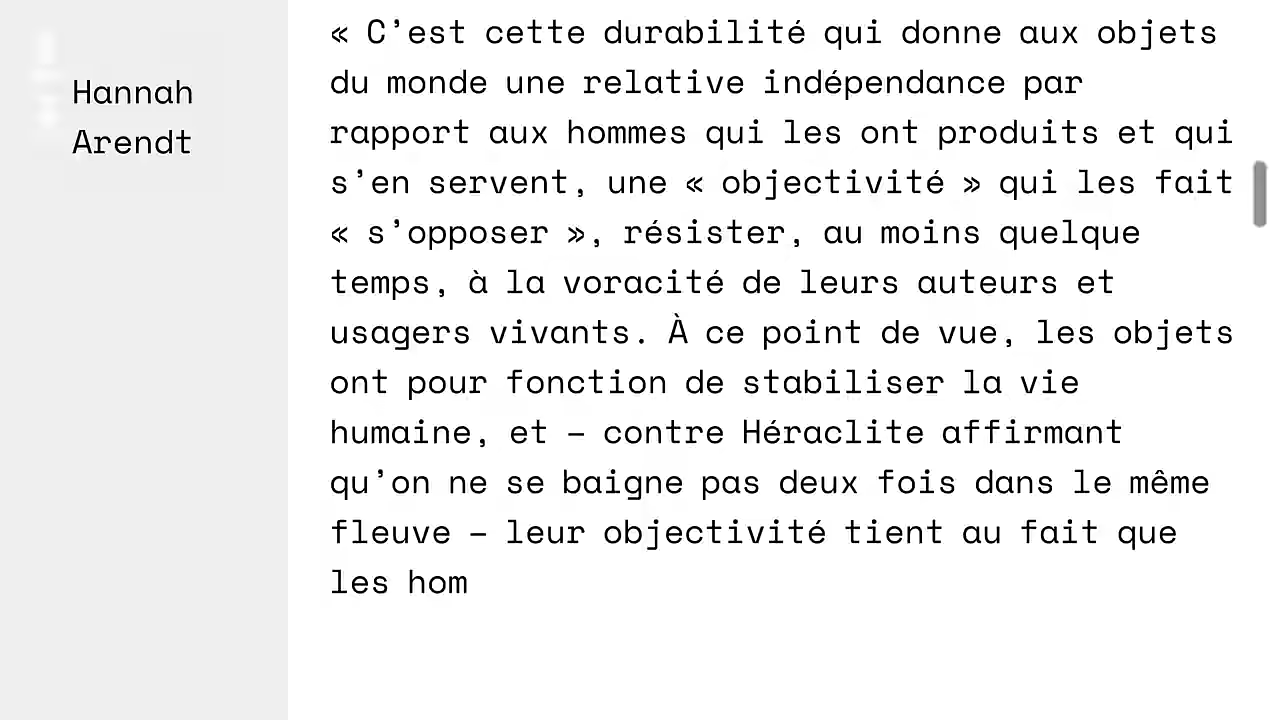 Hannah
Arendt
« C’est cette durabilité qui donne aux objets
du monde une relative indépendance par
rapport aux hommes qui les ont produits et qui
s’en servent, une « objectivité » qui les fait
« s’opposer », résister, au moins quelque
temps, à la voracité de leurs auteurs et
usagers vivants. À ce point de vue, les objets
ont pour fonction de stabiliser la vie
humaine, et – contre Héraclite affirmant
qu’on ne se baigne pas deux fois dans le même
fleuve – leur objectivité tient au fait que
les hom